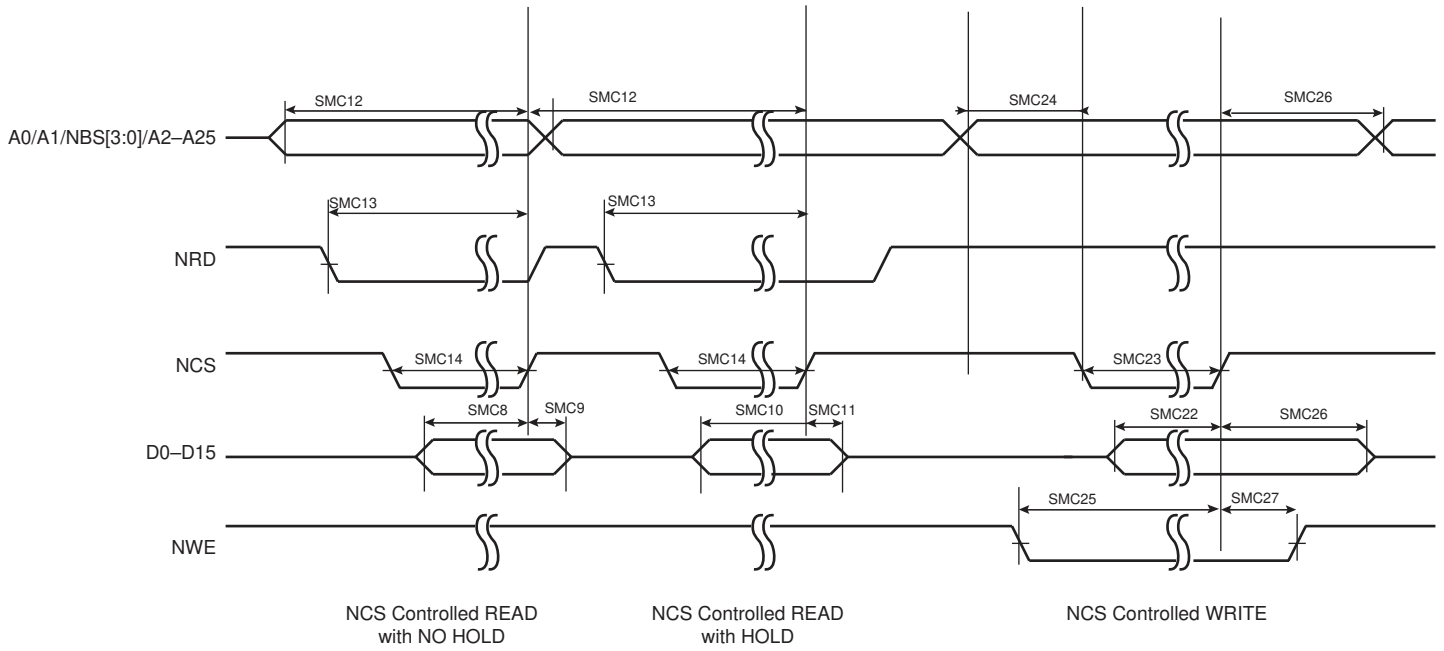 SMC12
SMC12
SMC24
SMC26
A0/A1/NBS[3:0]/A2–A25
SMC13
SMC13
NRD
NCS
SMC14
SMC14
SMC23
SMC8
SMC9
SMC10
SMC11
SMC22
SMC26
D0–D15
SMC25
SMC27
NWE
NCS Controlled READ
with NO HOLD
NCS Controlled READ
with HOLD
NCS Controlled WRITE